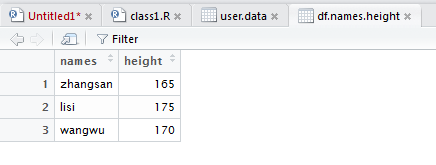 Untitled1* class1.R user.data df.names.height
Filter
names height
1 zhangsan 165
2 lisi 175
3 wangwu 170